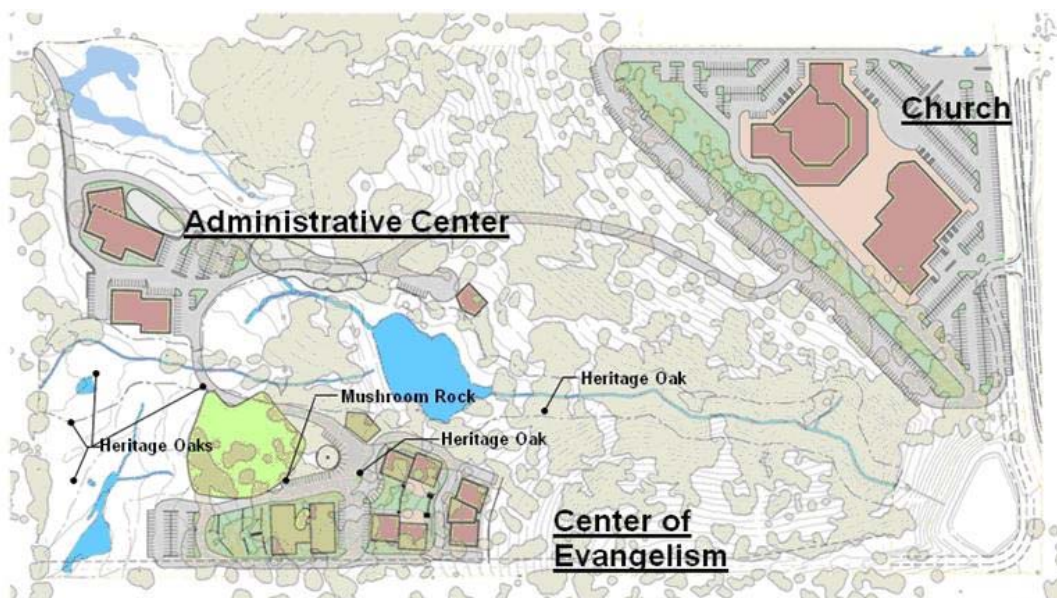 Church
Administrative Center
Heritage Oak
Mushroom Rock
Heritage Oak
Heritage Oaks
Center of
Evangelism